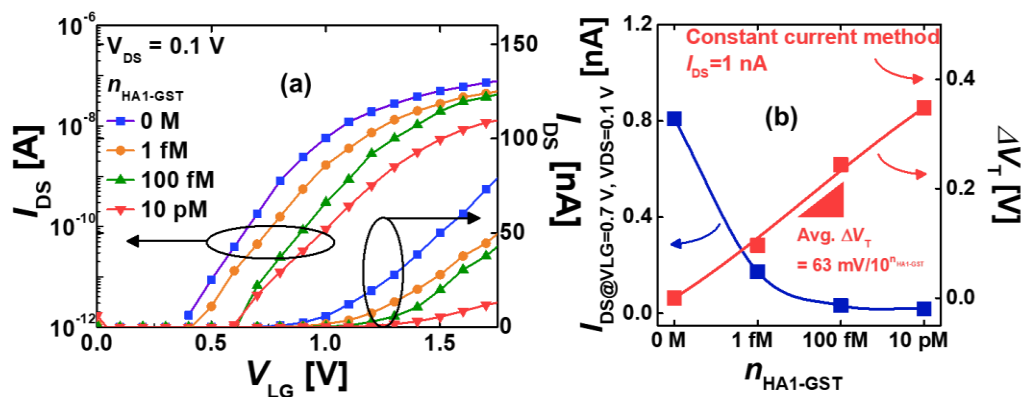 10^-6
10^-8
10^-10
10^-12
I_DS [A]
V_DS = 0.1 V
n_HA1-GST
0 M
1 fM
100 fM
10 pM
(a)
150
100
50
0
I_DS [nA]
0.0 0.5 1.0 1.5
V_LG [V]
1.2
0.8
0.4
0.0
I_DS@VLG=0.7 V, VDS=0.1 V [nA]
Constant current method
I_DS=1 nA
(b)
Avg. ΔV_T
= 63 mV/10^n_HA1-GST
0.4
0.2
0.0
ΔV_T [V]
0 M 1 fM 100 fM 10 pM
n_HA1-GST